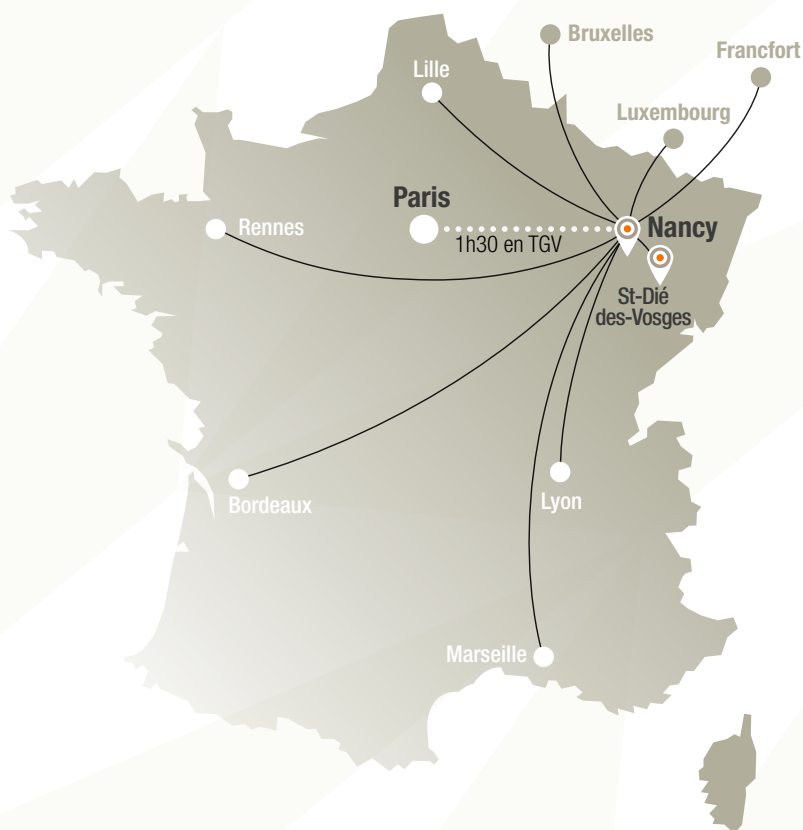 Bruxelles
Francfort
Lille
Luxembourg
Paris
Rennes
Nancy
1h30 en TGV
St-Dié
des-Vosges
Bordeaux
Lyon
Marseille